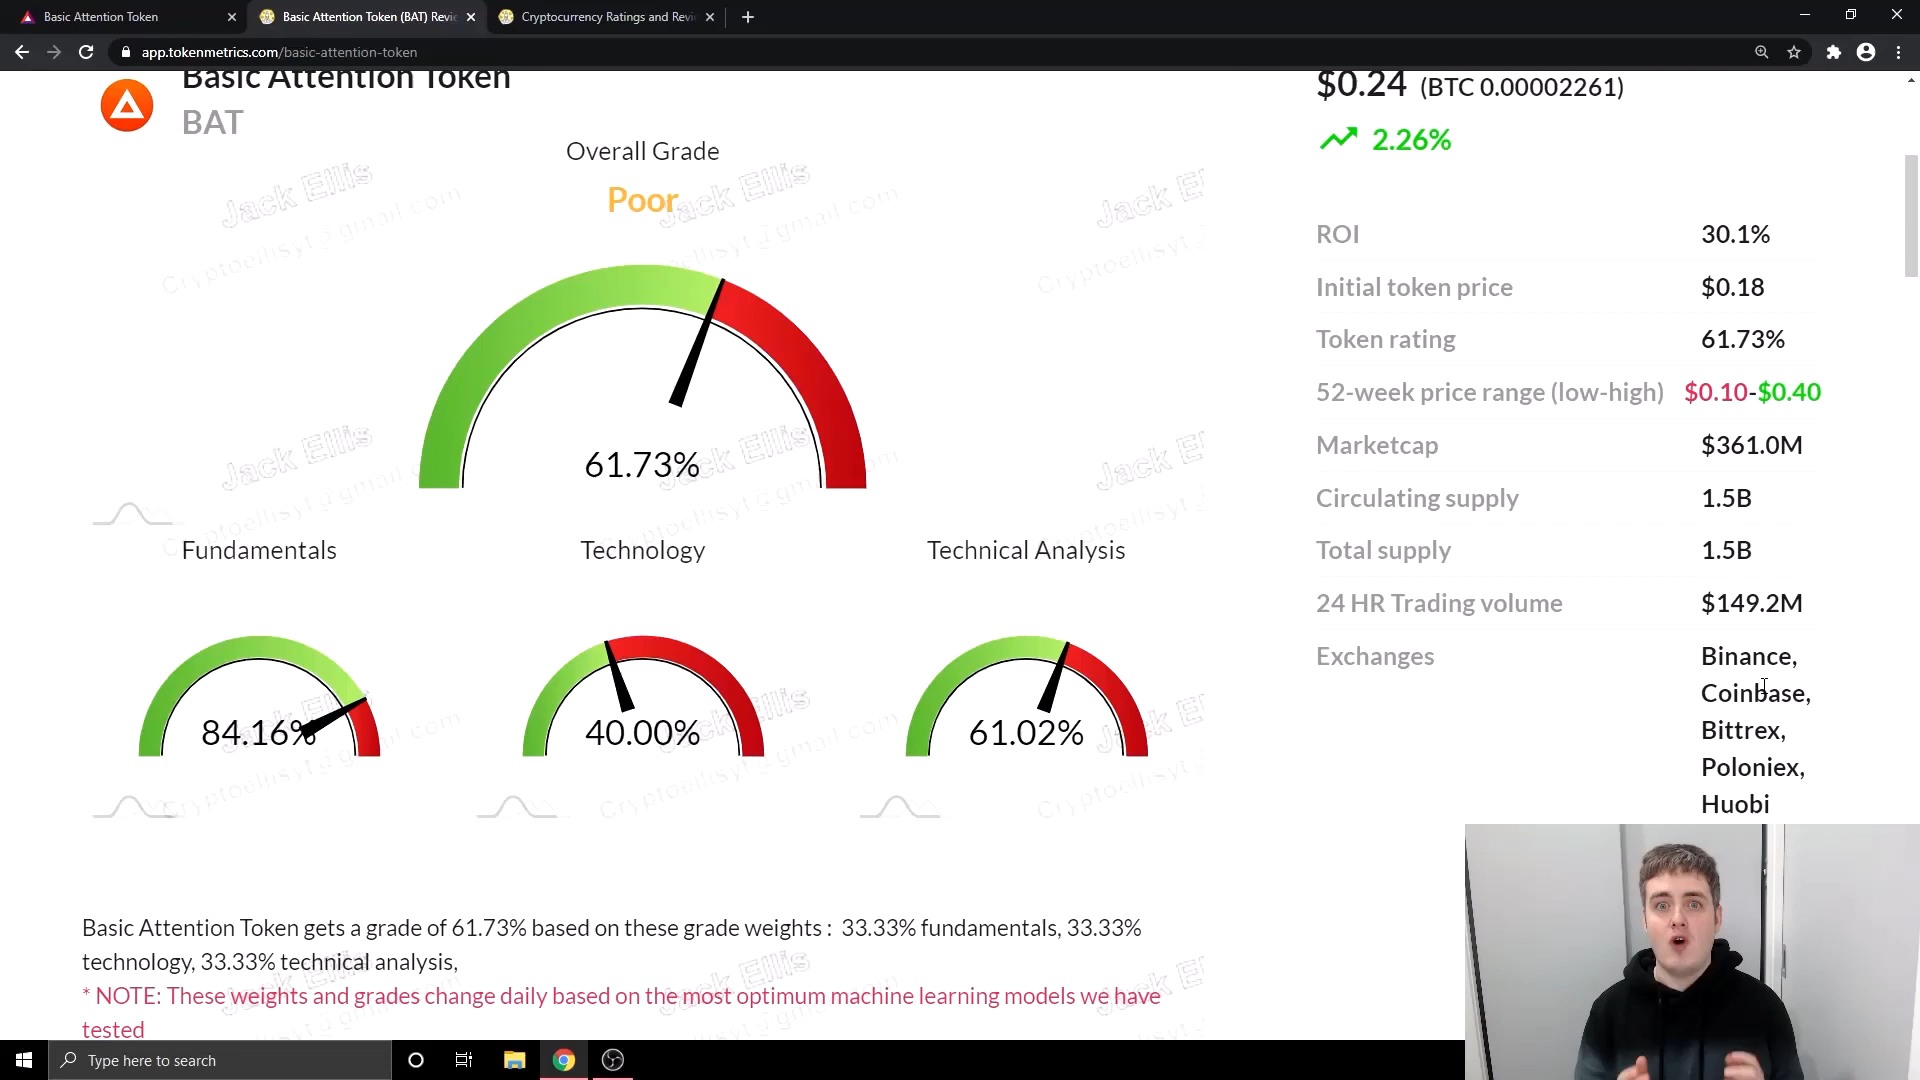 Basic Attention Token
Basic Attention Token (BAT) Revie
Cryptocurrency Ratings and Revi
app.tokenmetrics.com/basic-attention-token
Basic Attention Token
BAT
Overall Grade
Poor
61.73%
Fundamentals
Technology
Technical Analysis
84.16%
40.00%
61.02%
Basic Attention Token gets a grade of 61.73% based on these grade weights : 33.33% fundamentals, 33.33%
technology, 33.33% technical analysis,
* NOTE: These weights and grades change daily based on the most optimum machine learning models we have
tested
$0.24 (BTC 0.00002261)
2.26%
ROI 30.1%
Initial token price $0.18
Token rating 61.73%
52-week price range (low-high) $0.10-$0.40
Marketcap $361.0M
Circulating supply 1.5B
Total supply 1.5B
24 HR Trading volume $149.2M
Exchanges Binance,
Coinbase,
Bittrex,
Poloniex,
Huobi
Jack Ellis
Cryptoellisyt@gmail.com
Type here to search